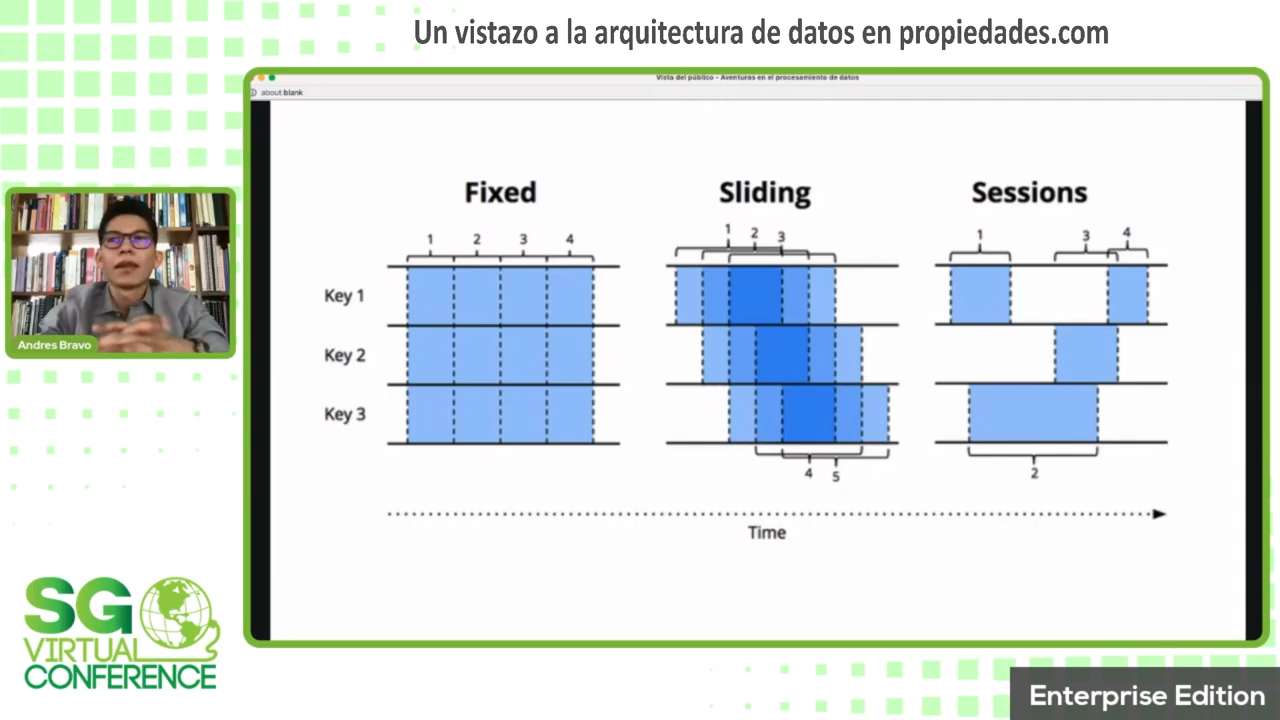 Un vistazo a la arquitectura de datos en propiedades.com
Vista del público - Aventuras en el procesamiento de datos
about:blank
Fixed
Sliding
Sessions
1 2 3 4
1 2 3
1 3 4
Key 1
Key 2
Key 3
4 5
2
Time
Andres Bravo
SG
VIRTUAL
CONFERENCE
Enterprise Edition